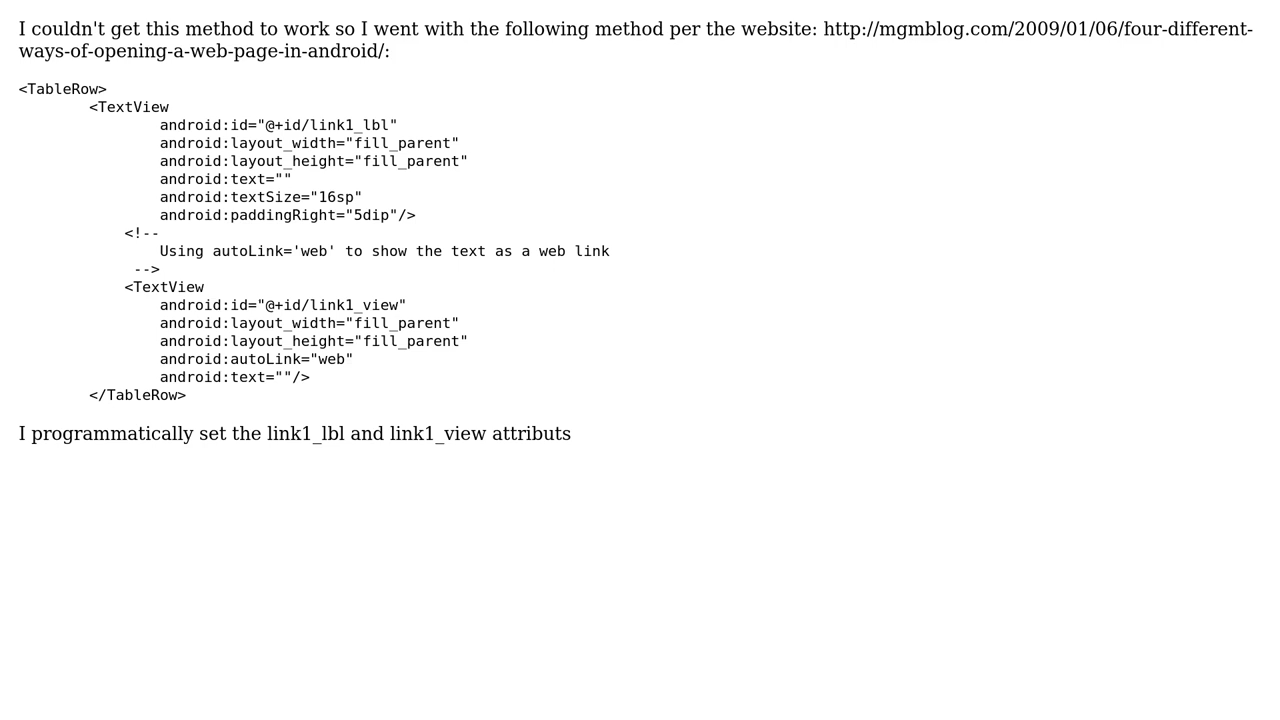 I couldn't get this method to work so I went with the following method per the website: http://mgmblog.com/2009/01/06/four-different-
ways-of-opening-a-web-page-in-android/:
<TableRow>
        <TextView
                android:id="@+id/link1_lbl"
                android:layout_width="fill_parent"
                android:layout_height="fill_parent"
                android:text=""
                android:textSize="16sp"
                android:paddingRight="5dip"/>
            <!--
                Using autoLink='web' to show the text as a web link
             -->
            <TextView
                android:id="@+id/link1_view"
                android:layout_width="fill_parent"
                android:layout_height="fill_parent"
                android:autoLink="web"
                android:text=""/>
        </TableRow>
I programmatically set the link1_lbl and link1_view attributs